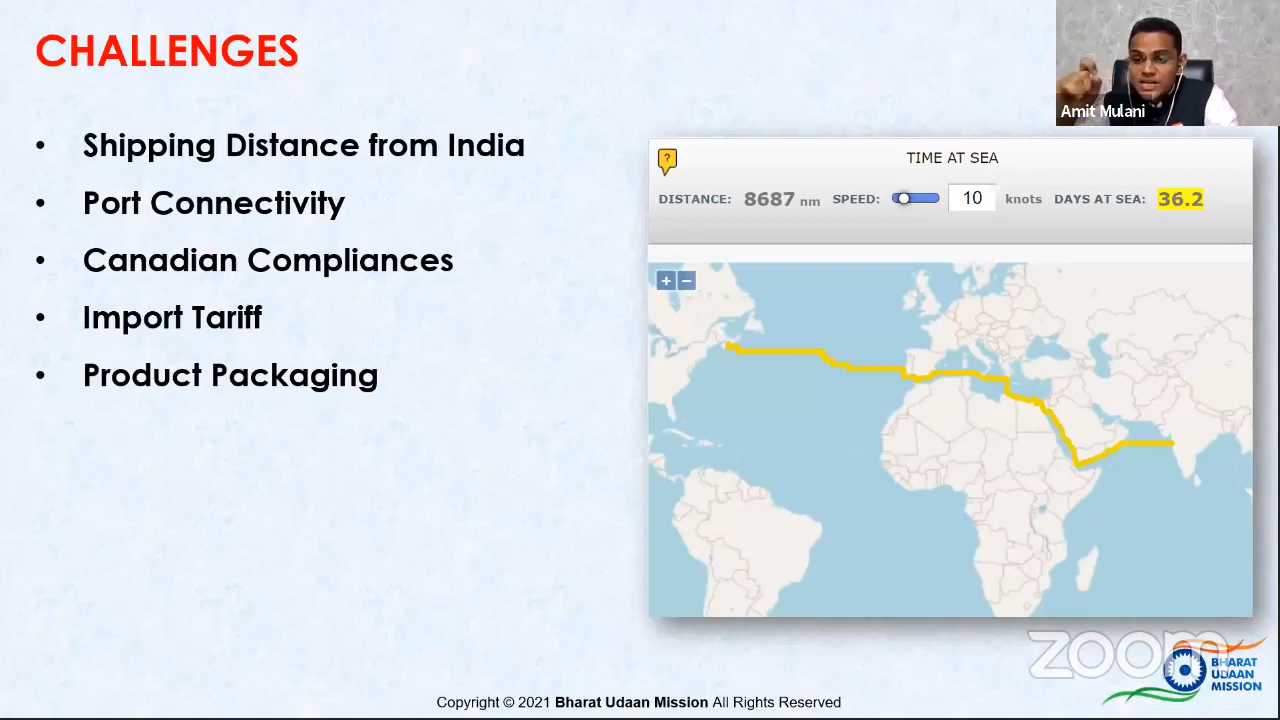 CHALLENGES
Amit Mulani
• Shipping Distance from India
• Port Connectivity
• Canadian Compliances
• Import Tariff
• Product Packaging
?
TIME AT SEA
DISTANCE: 8687 nm SPEED: 10 knots DAYS AT SEA: 36.2
+ −
zoom
BHARAT
UDAAN
MISSION
Copyright © 2021 Bharat Udaan Mission All Rights Reserved